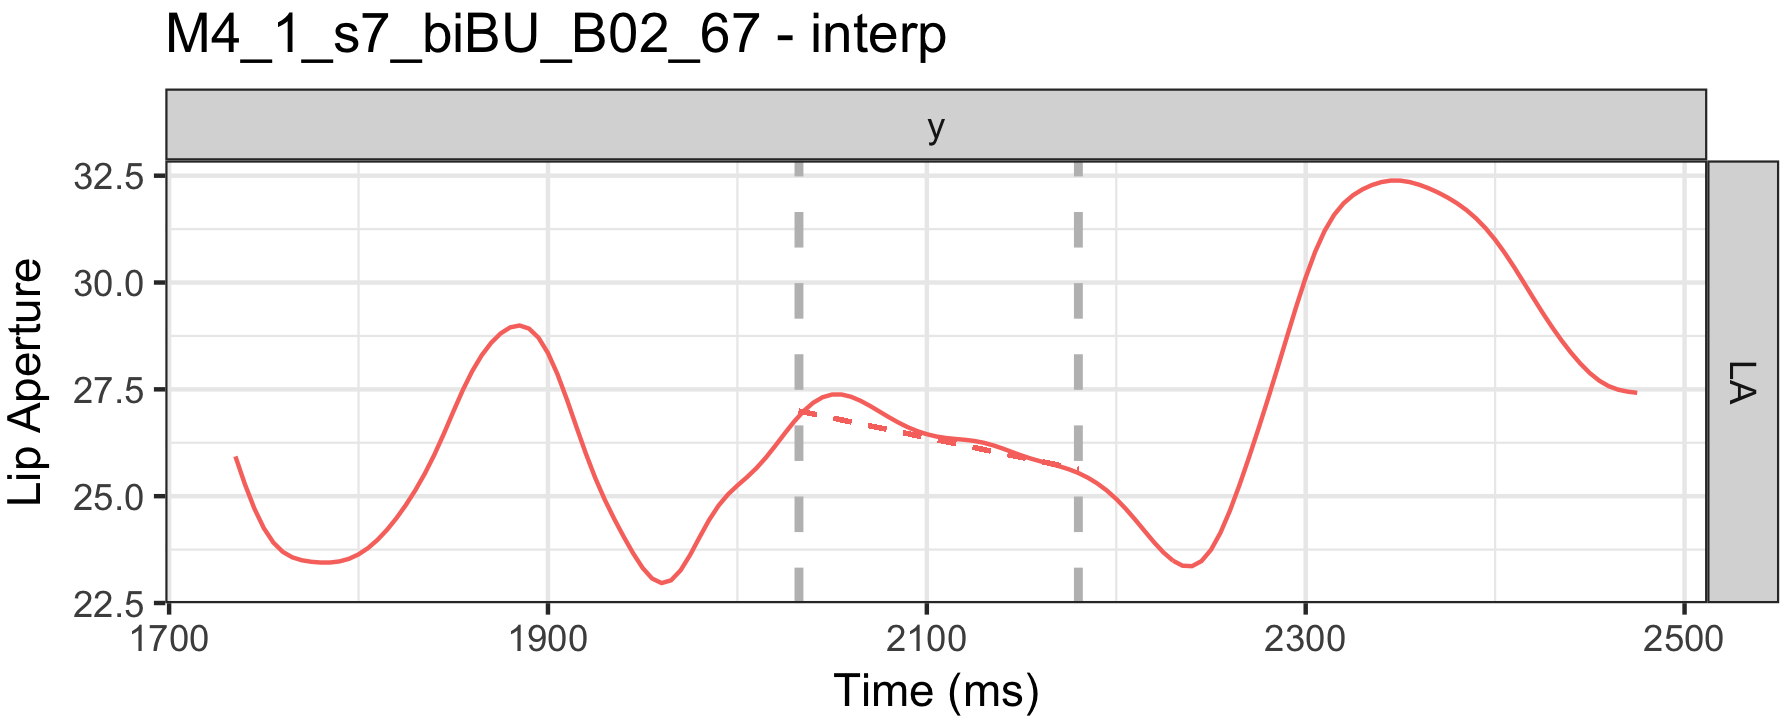 M4_1_s7_biBU_B02_67 - interp
y
32.5
30.0
27.5
25.0
22.5
Lip Aperture
LA
1700 1900 2100 2300 2500
Time (ms)